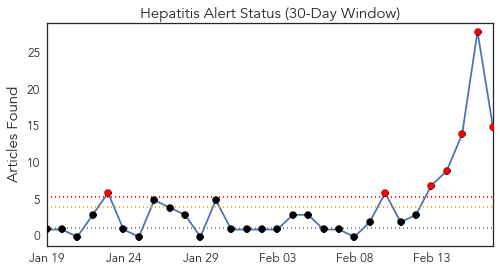 Hepatitis Alert Status (30-Day Window)
Articles Found
25
20
15
10
5
0
Jan 19 Jan 24 Jan 29 Feb 03 Feb 08 Feb 13